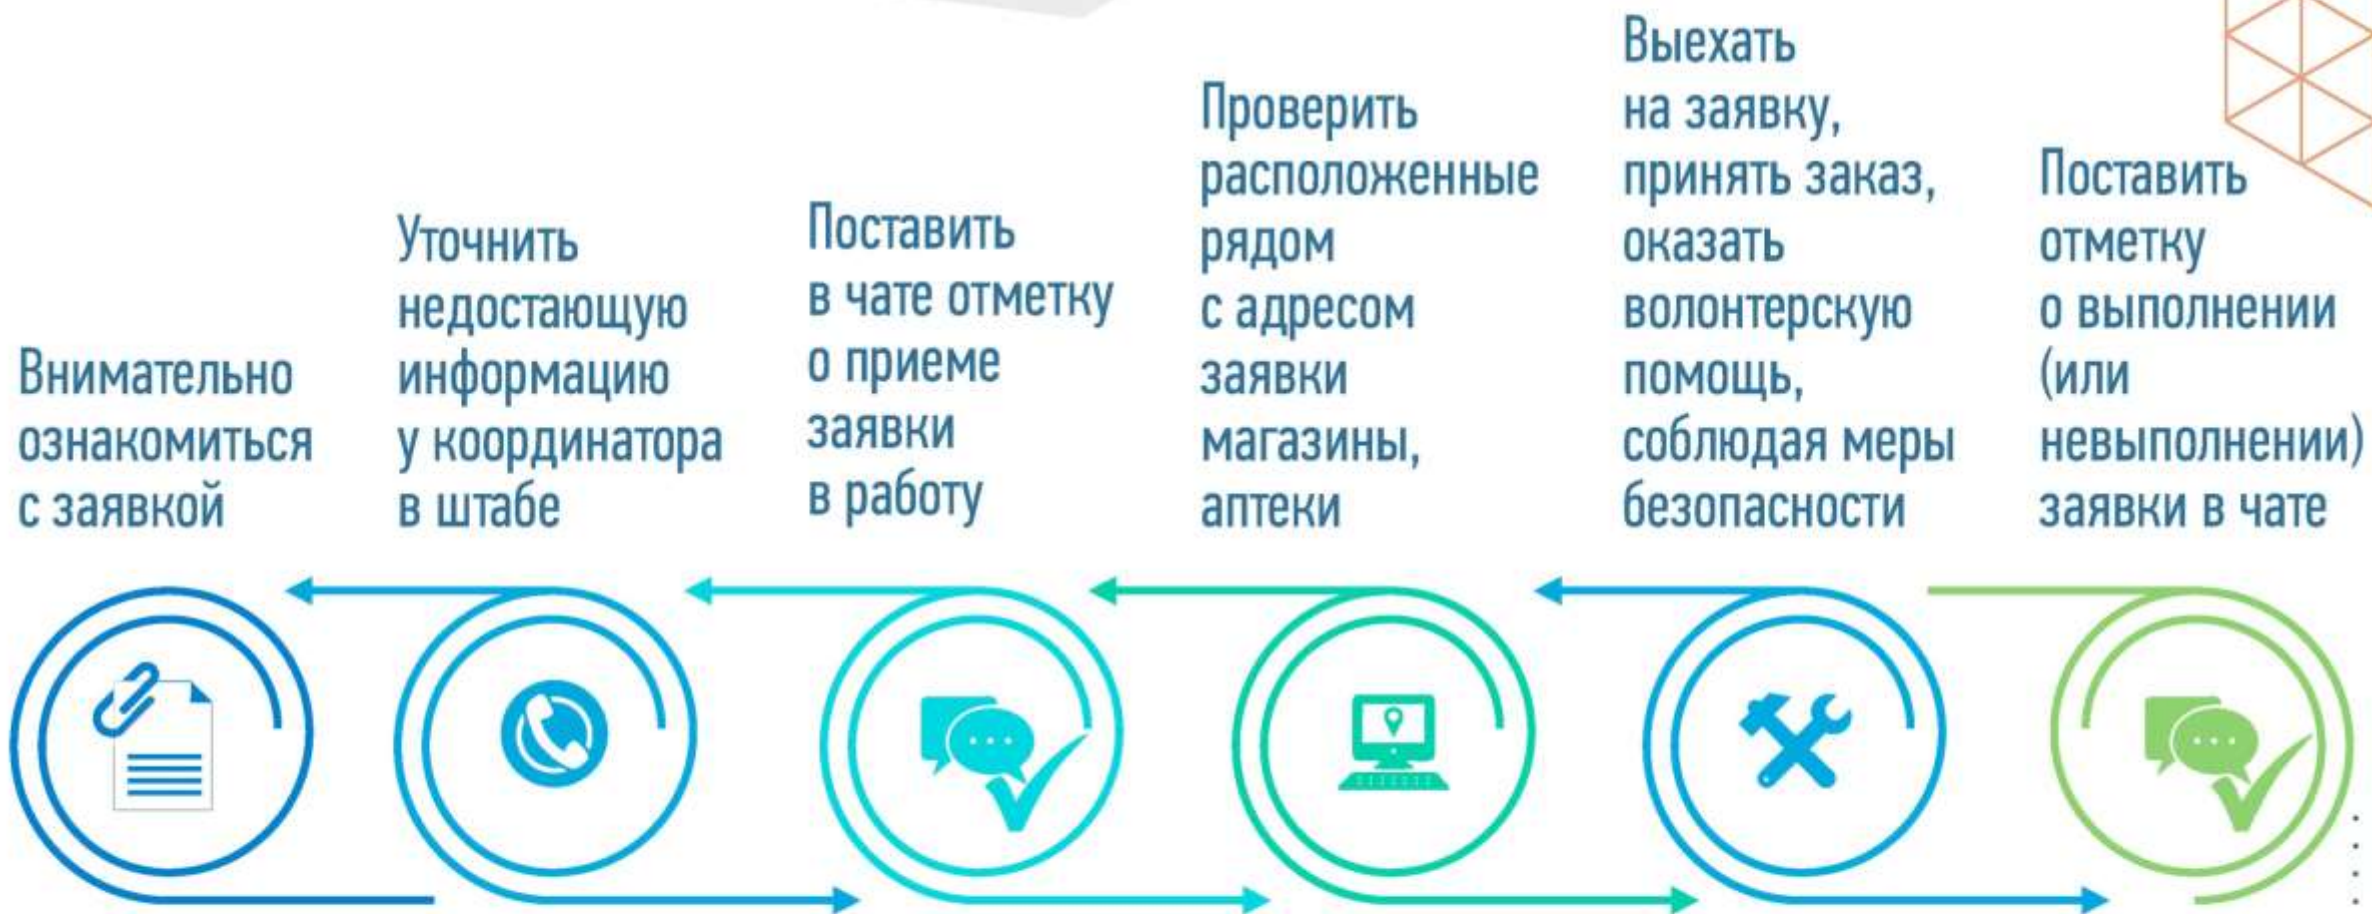 Внимательно
ознакомиться
с заявкой
Уточнить
недостающую
информацию
у координатора
в штабе
Поставить
в чате отметку
о приеме
заявки
в работу
Проверить
расположенные
рядом
с адресом
заявки
магазины,
аптеки
Выехать
на заявку,
принять заказ,
оказать
волонтерскую
помощь,
соблюдая меры
безопасности
Поставить
отметку
о выполнении
(или
невыполнении)
заявки в чате